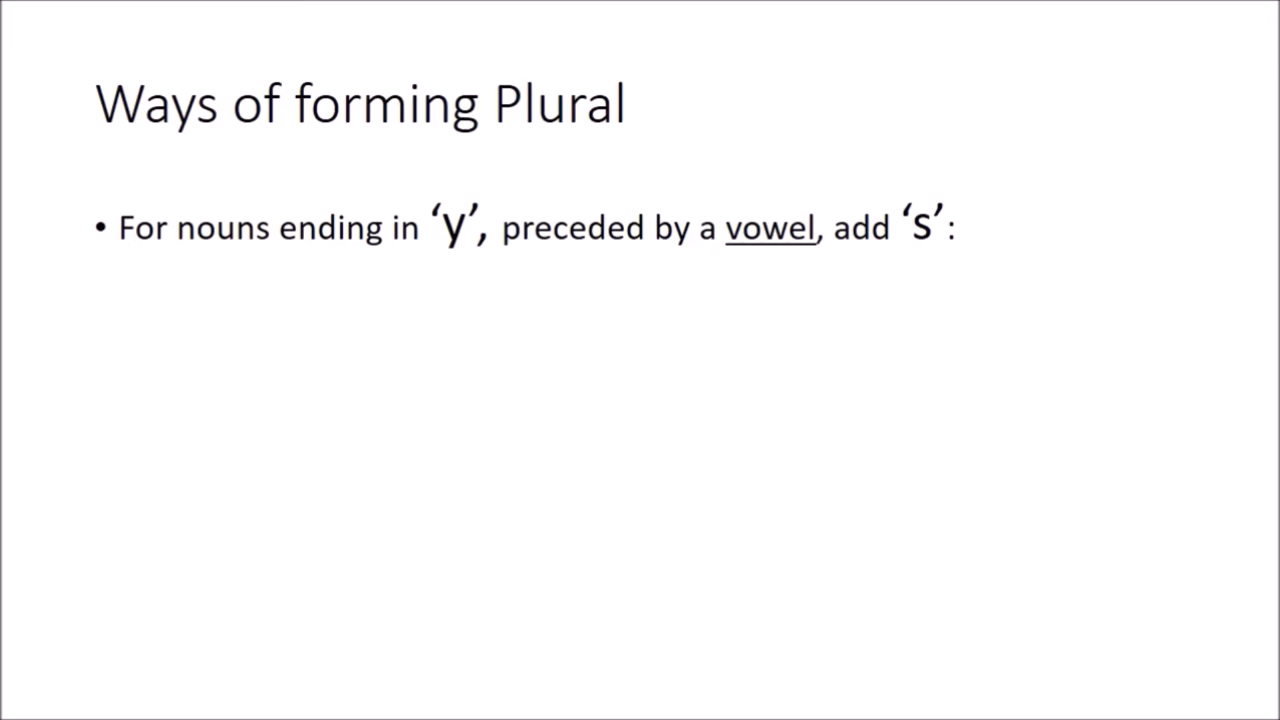 Ways of forming Plural
• For nouns ending in ‘y’, preceded by a vowel, add ‘s’: